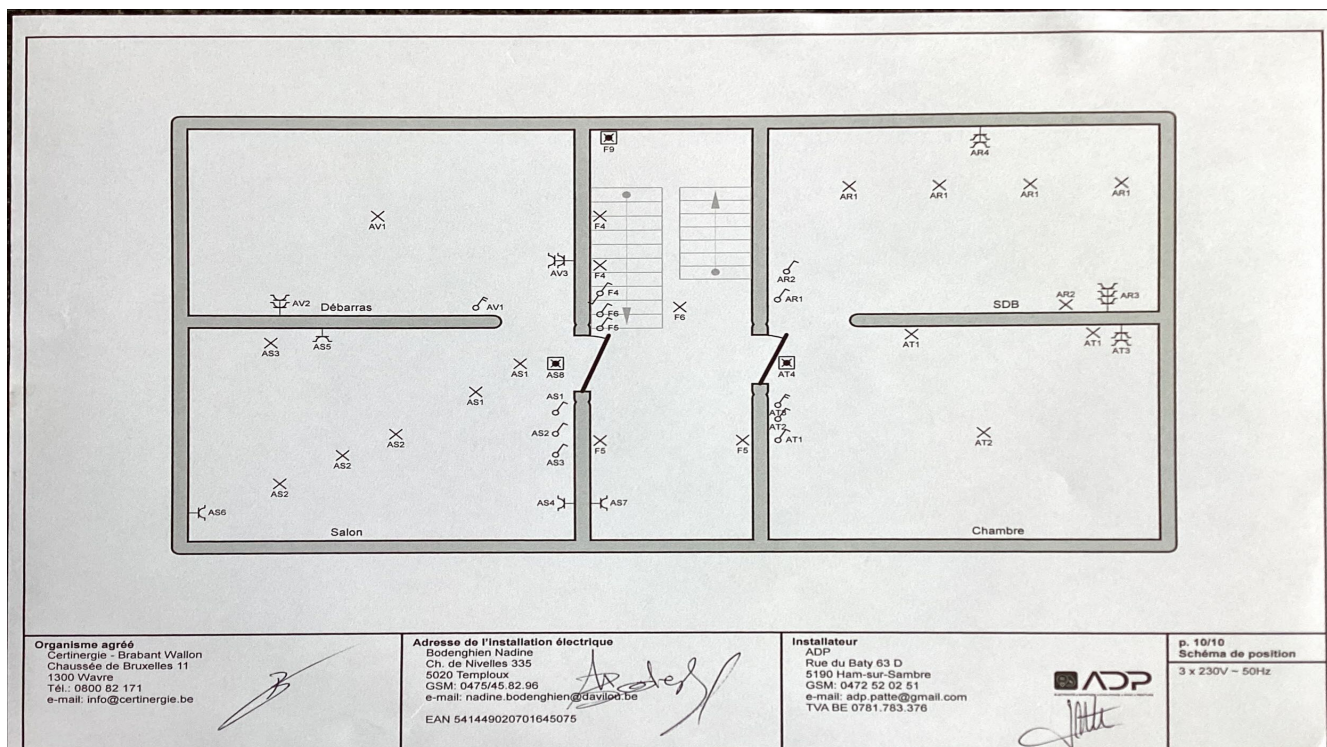 F9
AR4
AR1
AR1
AR1
AR1
AV1
F4
AV3
F4
AR2
F4
AR1
AV2
Débarras
AV1
F6
F5
F6
SDB
AR2
AR3
AS3
AS5
AT1
AT1
AT3
AS1
AS8
AT4
AS1
AS1
AS2
AS2
AT2
AT1
AS2
AS3
F5
F5
AT2
AS2
AS6
AS4
AS7
Salon
Chambre
Organisme agréé
Certinergie - Brabant Wallon
Chaussée de Bruxelles 11
1300 Wavre
Tél.: 0800 82 171
e-mail: info@certinergie.be
Adresse de l'installation électrique
Bodenghien Nadine
Ch. de Nivelles 335
5020 Temploux
GSM: 0475/45.82.96
e-mail: nadine.bodenghien@daviloo.be
EAN 541449020701645075
Installateur
ADP
Rue du Baty 63 D
5190 Ham-sur-Sambre
GSM: 0472 52 02 51
e-mail: adp.patte@gmail.com
TVA BE 0781.783.376
ADP
p. 10/10
Schéma de position
3 x 230V ~ 50Hz